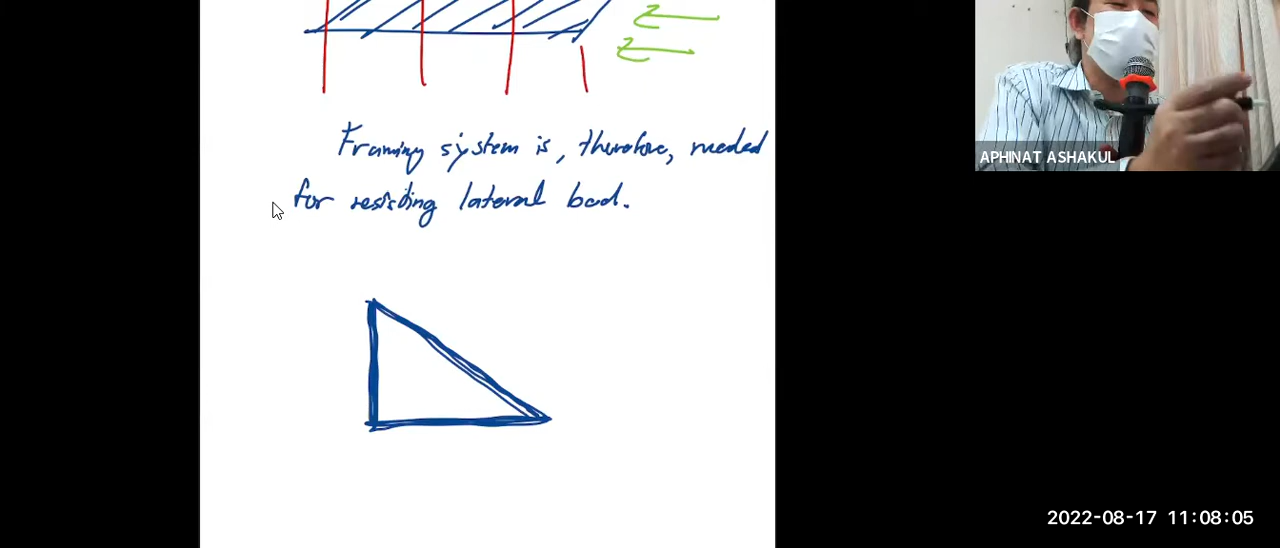 Framing system is, therefore, needed
for resisting lateral load.
APHINAT ASHAKUL
2022-08-17 11:08:05